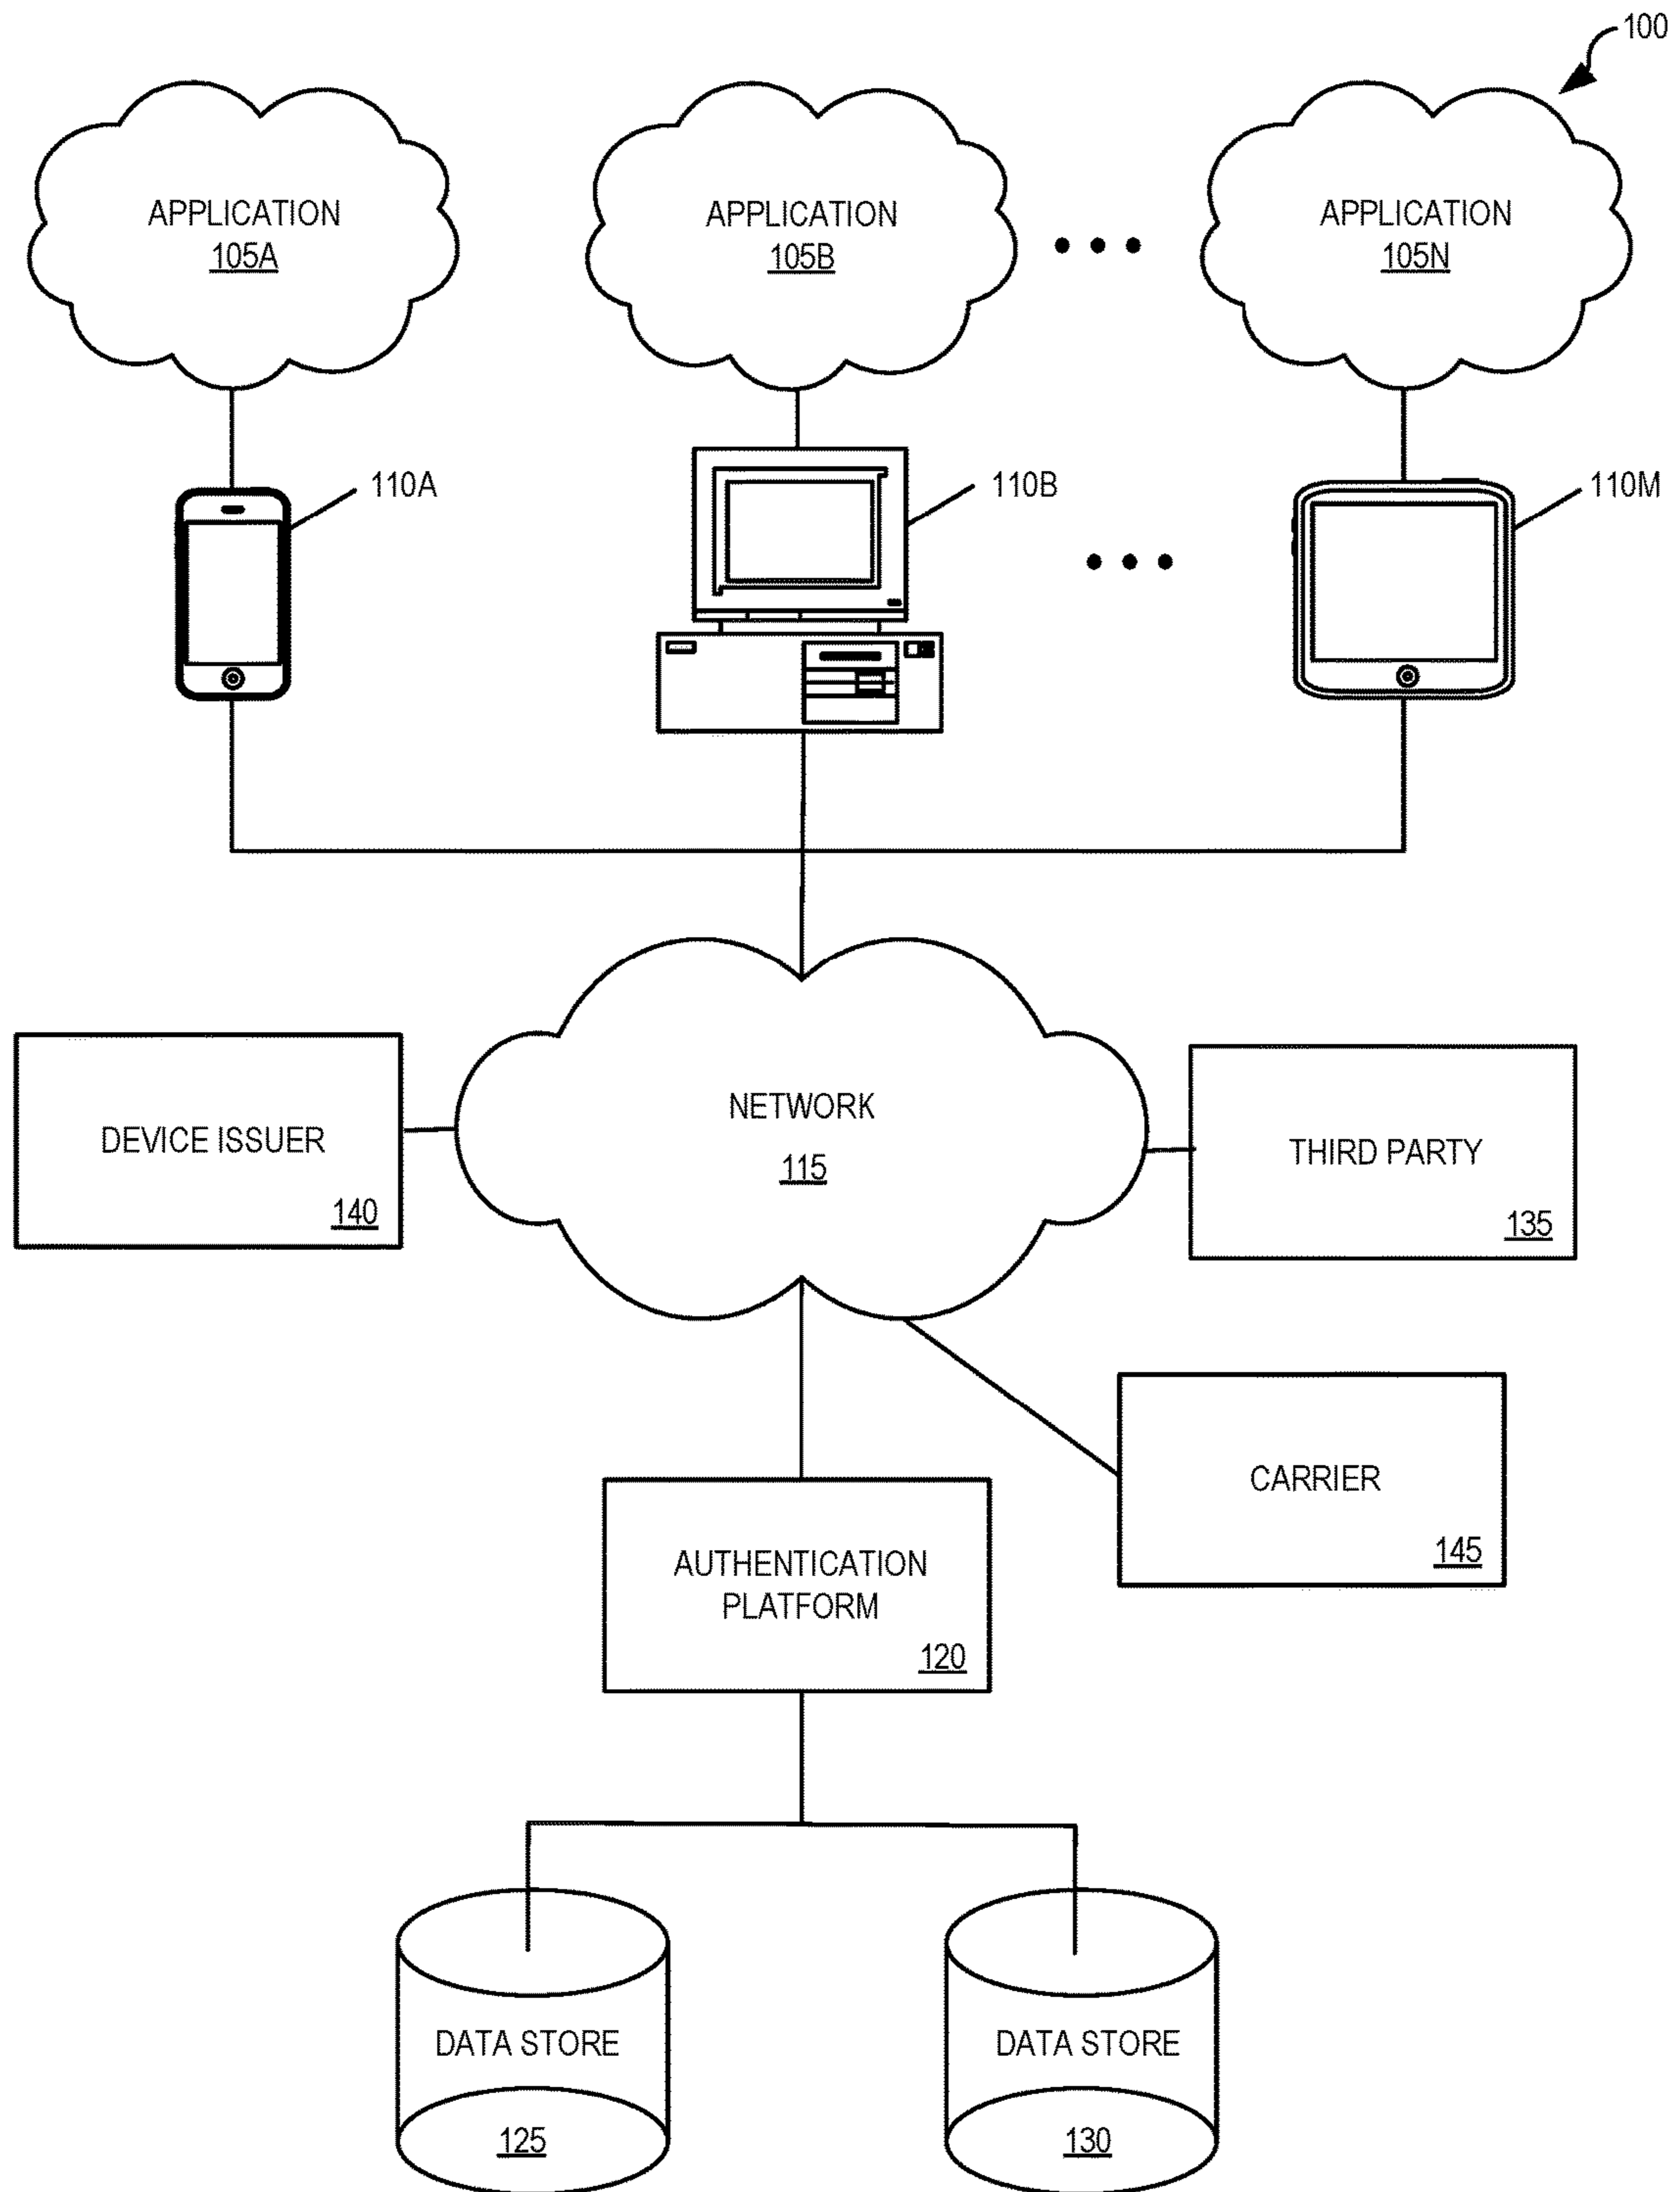 100
APPLICATION
105A
APPLICATION
105B
APPLICATION
105N
110A
110B
110M
NETWORK
115
DEVICE ISSUER
140
THIRD PARTY
135
CARRIER
145
AUTHENTICATION
PLATFORM
120
DATA STORE
125
DATA STORE
130